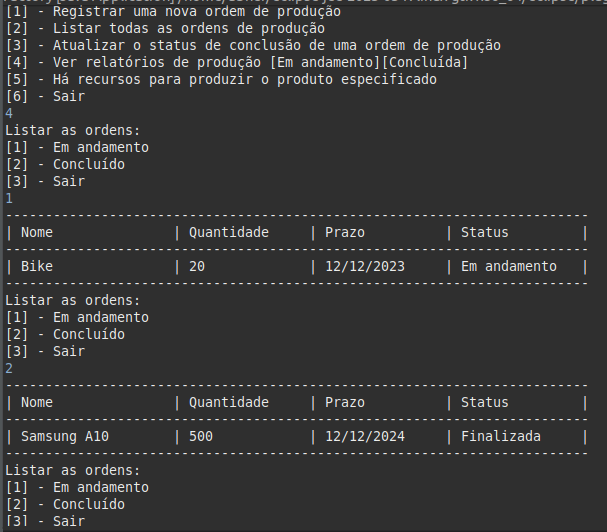 [1] - Registrar uma nova ordem de produção
[2] - Listar todas as ordens de produção
[3] - Atualizar o status de conclusão de uma ordem de produção
[4] - Ver relatórios de produção [Em andamento][Concluída]
[5] - Há recursos para produzir o produto especificado
[6] - Sair
4
Listar as ordens:
[1] - Em andamento
[2] - Concluído
[3] - Sair
1
-------------------------------------------------------------------------
| Nome | Quantidade | Prazo | Status |
-------------------------------------------------------------------------
| Bike | 20 | 12/12/2023 | Em andamento |
-------------------------------------------------------------------------
Listar as ordens:
[1] - Em andamento
[2] - Concluído
[3] - Sair
2
-------------------------------------------------------------------------
| Nome | Quantidade | Prazo | Status |
-------------------------------------------------------------------------
| Samsung A10 | 500 | 12/12/2024 | Finalizada |
-------------------------------------------------------------------------
Listar as ordens:
[1] - Em andamento
[2] - Concluído
[3] - Sair